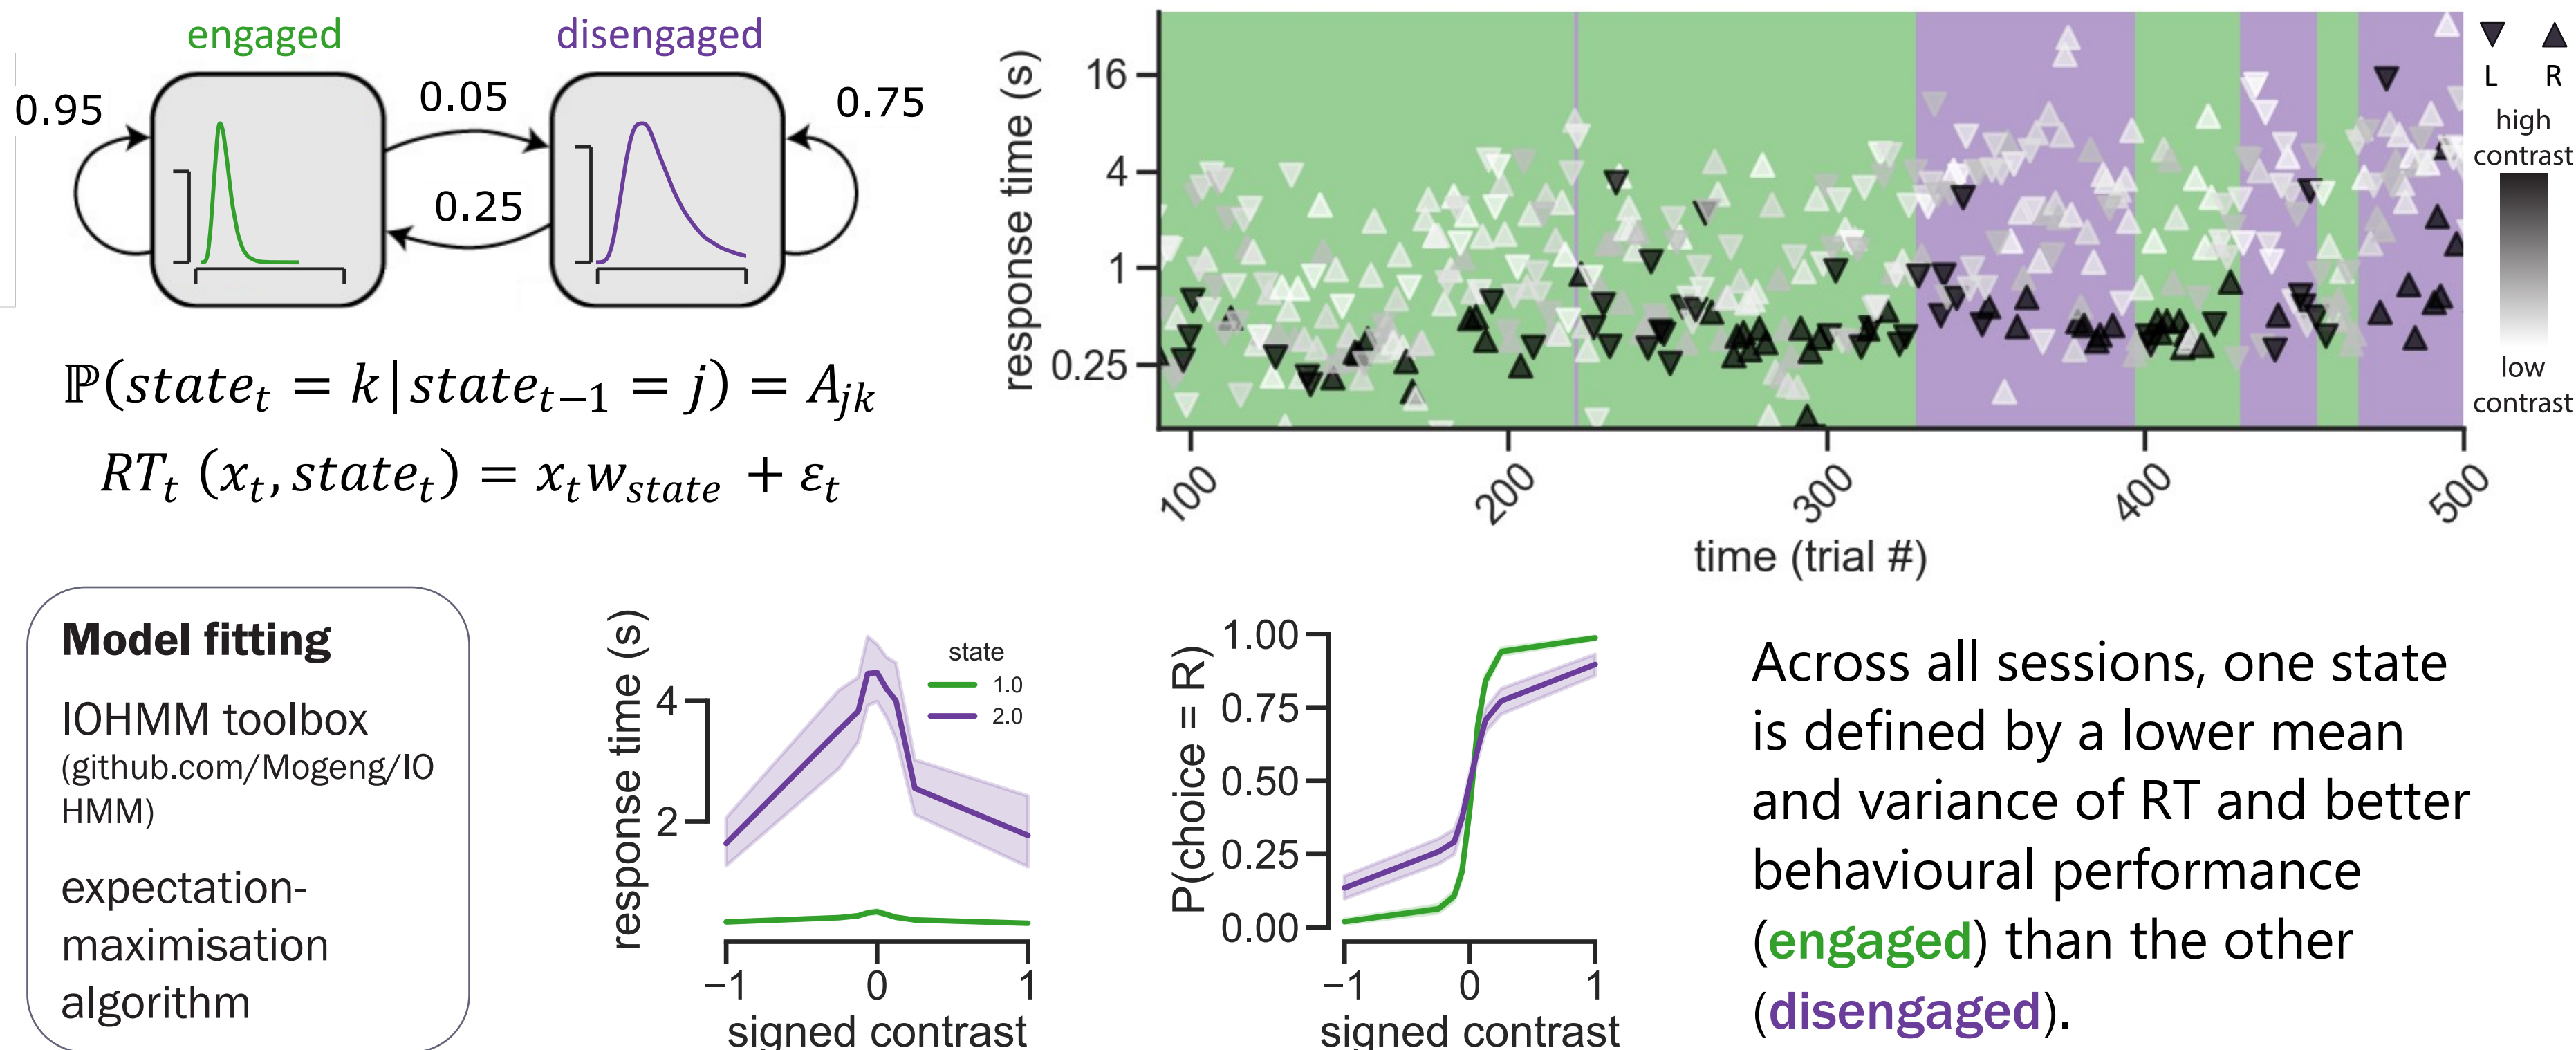 engaged
disengaged
0.95
0.05
0.75
0.25
ℙ(state_t = k|state_{t−1} = j) = A_{jk}
RT_t (x_t, state_t) = x_t w_{state} + ε_t
response time (s)
16
4
1
0.25
100
200
300
400
500
time (trial #)
L R
high
contrast
low
contrast
Model fitting
IOHMM toolbox
(github.com/Mogeng/IO
HMM)
expectation-
maximisation
algorithm
response time (s)
4
2
state
1.0
2.0
−1 0 1
signed contrast
P(choice = R)
1.00
0.75
0.50
0.25
0.00
−1 0 1
signed contrast
Across all sessions, one state
is defined by a lower mean
and variance of RT and better
behavioural performance
(engaged) than the other
(disengaged).